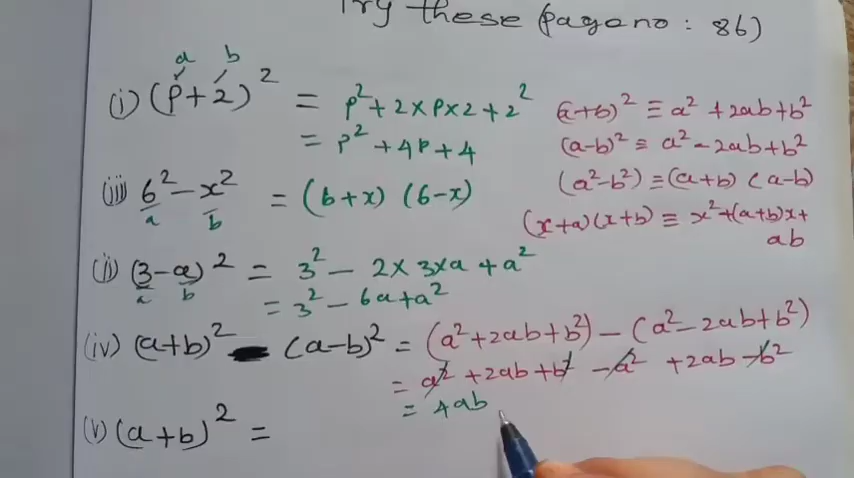 Try these (page no : 86)
a b
(i) (p+2)² = p²+2×p×2+2²
= p²+4p+4
(iii) 6²-x² = (6+x) (6-x)
a b
(ii) (3-a)² = 3² - 2×3×a+a²
a b
= 3² - 6a+a²
(iv) (a+b)² - (a-b)² = (a²+2ab+b²) - (a²-2ab+b²)
= a² +2ab+b² -a² +2ab-b²
= 4ab
(v) (a+b)² =
(a+b)² ≡ a² +2ab+b²
(a-b)² ≡ a² -2ab+b²
(a²-b²) ≡ (a+b) (a-b)
(x+a)(x+b) ≡ x²+(a+b)x+
ab